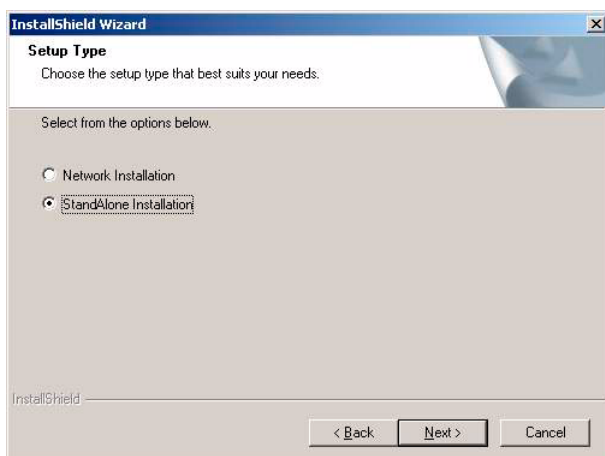 InstallShield Wizard
Setup Type
Choose the setup type that best suits your needs.
Select from the options below.
Network Installation
StandAlone Installation
InstallShield
< Back Next > Cancel